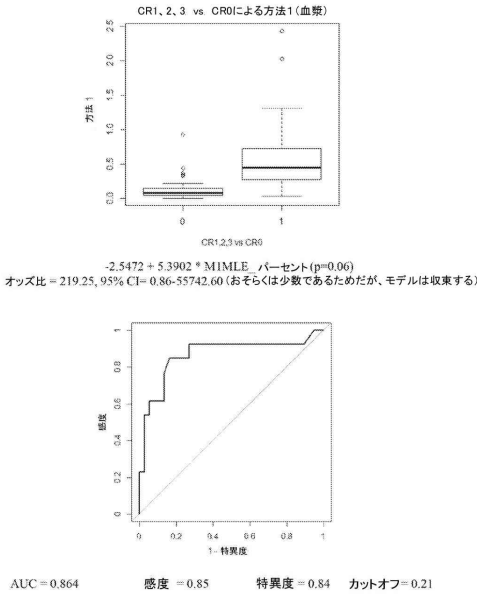 CR1、2、3 vs CR0による方法1(血漿)
2.5
2.0
1.5
1.0
0.5
0.0
方法 1
0 1
CR1,2,3 vs CR0
-2.5472 + 5.3902 * M1MLE_ パーセント(p=0.06)
オッズ比 = 219.25, 95% CI= 0.86-55742.60 (おそらくは少数であるためだが、モデルは収束する)
1
0.8
0.6
0.4
0.2
0
感度
0 0.2 0.4 0.6 0.8 1
1-特異度
AUC = 0.864 感度 = 0.85 特異度 = 0.84 カットオフ= 0.21